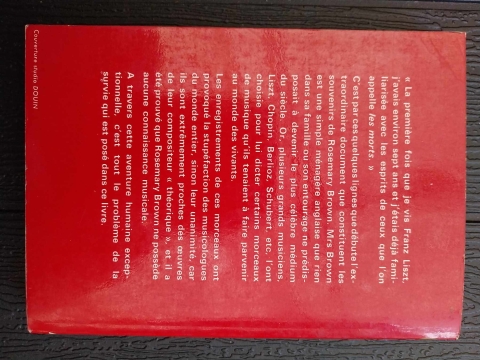 « La première fois que je vis Franz Liszt,
j'avais environ sept ans et j'étais déjà fami-
liarisée avec les esprits de ceux que l'on
appelle les morts. »
C'est par ces quelques lignes que débute l'ex-
traordinaire document que constituent les
souvenirs de Rosemary Brown. Mrs Brown
est une simple ménagère anglaise que rien
dans sa famille ou son entourage ne prédis-
posait à devenir le plus célèbre médium
du siècle. Or, plusieurs grands musiciens,
Liszt, Chopin, Berlioz, Schubert, etc. l'ont
choisie pour lui dicter certains morceaux
de musique qu'ils tenaient à faire parvenir
au monde des vivants.
Les enregistrements de ces morceaux ont
provoqué la stupéfaction des musicologues
du monde entier, sinon leur unanimité, car
ils sont extrêmement proches des œuvres
de leur compositeur « théorique », et il a
été prouvé que Rosemary Brown ne possède
aucune connaissance musicale.
A travers cette aventure humaine excep-
tionnelle, c'est tout le problème de la
survie qui est posé dans ce livre.
Couverture studio DOUIN